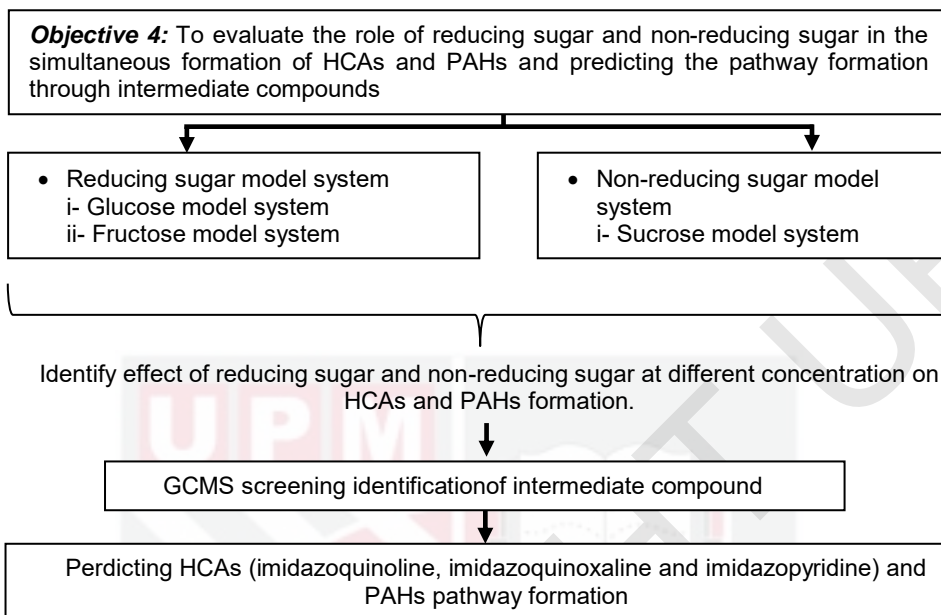 Objective 4: To evaluate the role of reducing sugar and non-reducing sugar in the
simultaneous formation of HCAs and PAHs and predicting the pathway formation
through intermediate compounds
• Reducing sugar model system
i- Glucose model system
ii- Fructose model system
• Non-reducing sugar model
system
i- Sucrose model system
Identify effect of reducing sugar and non-reducing sugar at different concentration on
HCAs and PAHs formation.
GCMS screening identificationof intermediate compound
Perdicting HCAs (imidazoquinoline, imidazoquinoxaline and imidazopyridine) and
PAHs pathway formation
UPM